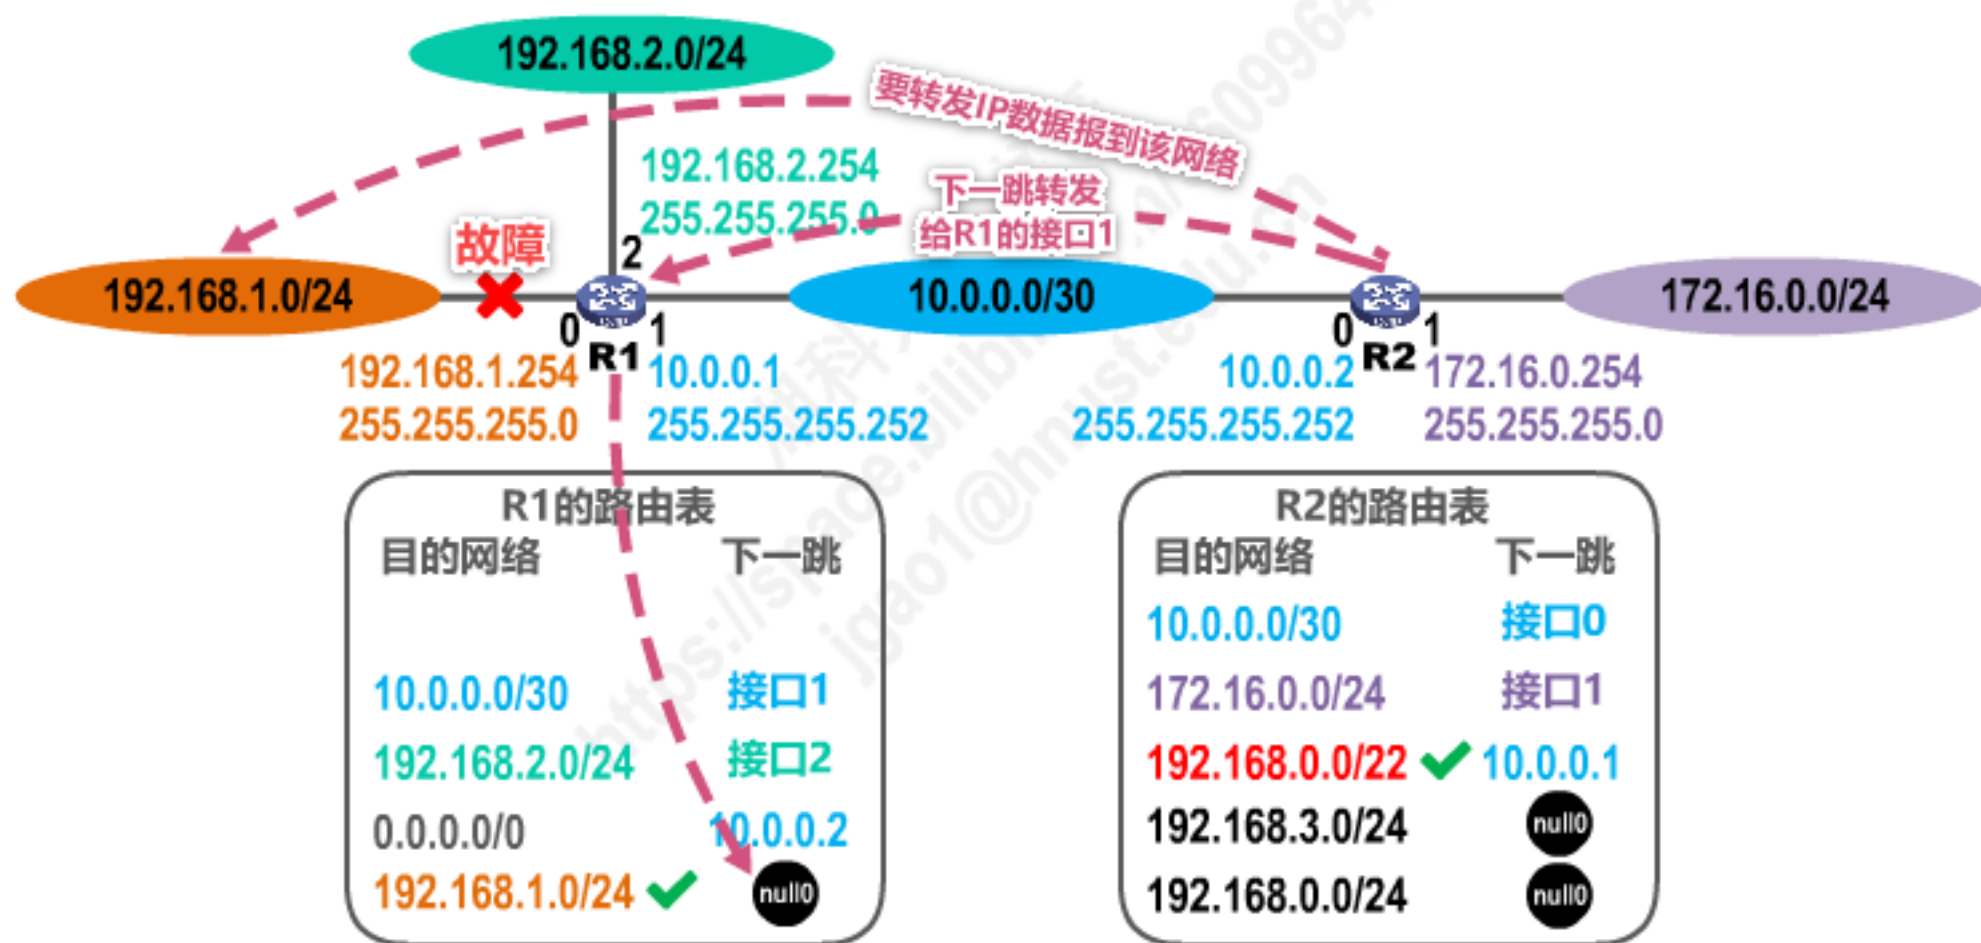 192.168.2.0/24
要转发IP数据报到该网络
192.168.2.254
255.255.255.0
下一跳转发
给R1的接口1
故障
2
192.168.1.0/24
10.0.0.0/30
172.16.0.0/24
0
R1
1
0
R2
1
192.168.1.254
255.255.255.0
10.0.0.1
255.255.255.252
10.0.0.2
255.255.255.252
172.16.0.254
255.255.255.0
R1的路由表
目的网络 下一跳
10.0.0.0/30 接口1
192.168.2.0/24 接口2
0.0.0.0/0 10.0.0.2
192.168.1.0/24 null0
R2的路由表
目的网络 下一跳
10.0.0.0/30 接口0
172.16.0.0/24 接口1
192.168.0.0/22 10.0.0.1
192.168.3.0/24 null0
192.168.0.0/24 null0
jgao1@hnust.edu.cn